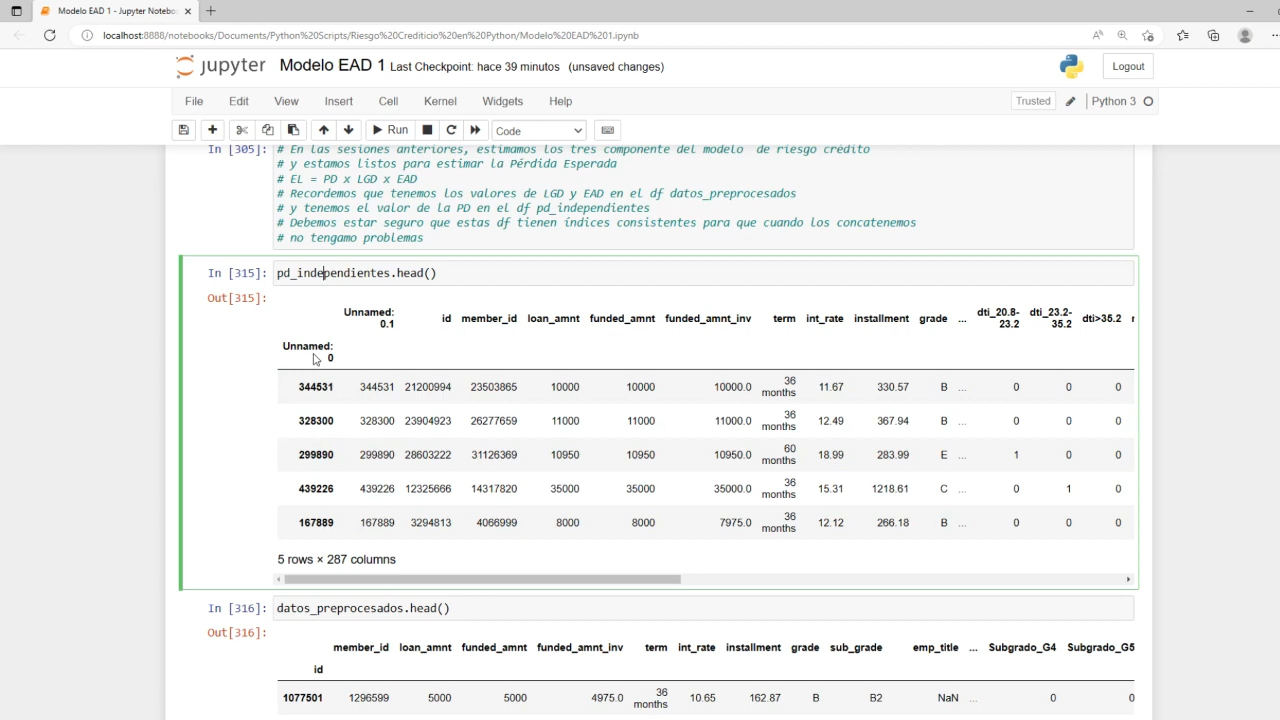 Modelo EAD 1 - Jupyter Notebo
localhost:8888/notebooks/Documents/Python%20Scripts/Riesgo%20Crediticio%20en%20Python/Modelo%20EAD%201.ipynb
jupyter Modelo EAD 1 Last Checkpoint: hace 39 minutos (unsaved changes) Logout
File Edit View Insert Cell Kernel Widgets Help Trusted Python 3
Run Code
In [305]: # En las sesiones anteriores, estimamos los tres componente del modelo de riesgo crédito
# y estamos listos para estimar la Pérdida Esperada
# EL = PD x LGD x EAD
# Recordemos que tenemos los valores de LGD y EAD en el df datos_preprocesados
# y tenemos el valor de la PD en el df pd_independientes
# Debemos estar seguro que estas df tienen índices consistentes para que cuando los concatenemos
# no tengamo problemas
In [315]: pd_independientes.head()
Out[315]:
Unnamed: 0.1 id member_id loan_amnt funded_amnt funded_amnt_inv term int_rate installment grade ... dti_20.8-23.2 dti_23.2-35.2 dti>35.2 r
Unnamed: 0
344531 344531 21200994 23503865 10000 10000 10000.0 36 months 11.67 330.57 B ... 0 0 0
328300 328300 23904923 26277659 11000 11000 11000.0 36 months 12.49 367.94 B ... 0 0 0
299890 299890 28603222 31126369 10950 10950 10950.0 60 months 18.99 283.99 E ... 1 0 0
439226 439226 12325666 14317820 35000 35000 35000.0 36 months 15.31 1218.61 C ... 0 1 0
167889 167889 3294813 4066999 8000 8000 7975.0 36 months 12.12 266.18 B ... 0 0 0
5 rows × 287 columns
In [316]: datos_preprocesados.head()
Out[316]:
member_id loan_amnt funded_amnt funded_amnt_inv term int_rate installment grade sub_grade emp_title ... Subgrado_G4 Subgrado_G5
id
1077501 1296599 5000 5000 4975.0 36 months 10.65 162.87 B B2 NaN ... 0 0